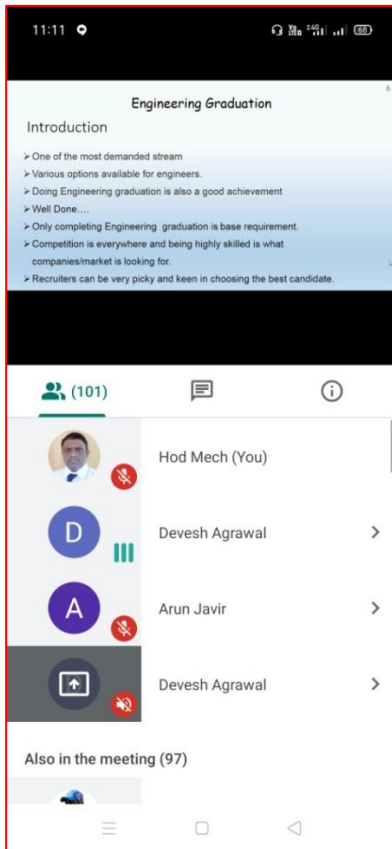 11:11
68
6
Engineering Graduation
Introduction
➢ One of the most demanded stream
➢ Various options available for engineers.
➢ Doing Engineering graduation is also a good achievement
➢ Well Done....
➢ Only completing Engineering graduation is base requirement.
➢ Competition is everywhere and being highly skilled is what
companies/market is looking for.
➢ Recruiters can be very picky and keen in choosing the best candidate.
(101)
Hod Mech (You)
D
Devesh Agrawal
A
Arun Javir
Devesh Agrawal
Also in the meeting (97)